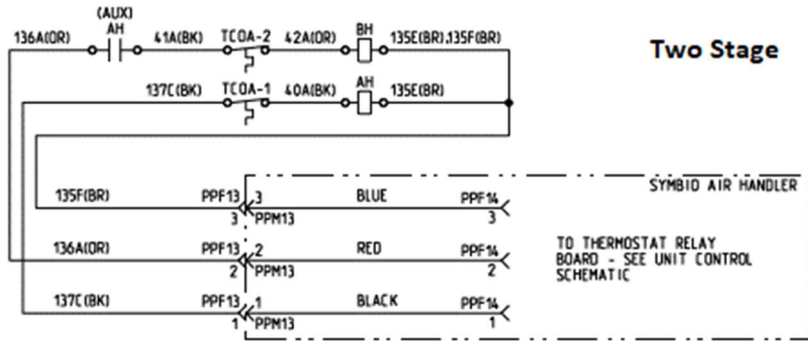 (AUX)
136A(OR) AH 41A(BK) TCOA-2 42A(OR) BH 135E(BR),135F(BR)
Two Stage
137C(BK) TCOA-1 40A(BK) AH 135E(BR)
SYMBIO AIR HANDLER
135F(BR) PPF13 3 BLUE PPF14
3 PPM13 3
136A(OR) PPF13 2 RED PPF14
2 PPM13 2
TO THERMOSTAT RELAY
BOARD - SEE UNIT CONTROL
SCHEMATIC
137C(BK) PPF13 1 BLACK PPF14
1 PPM13 1